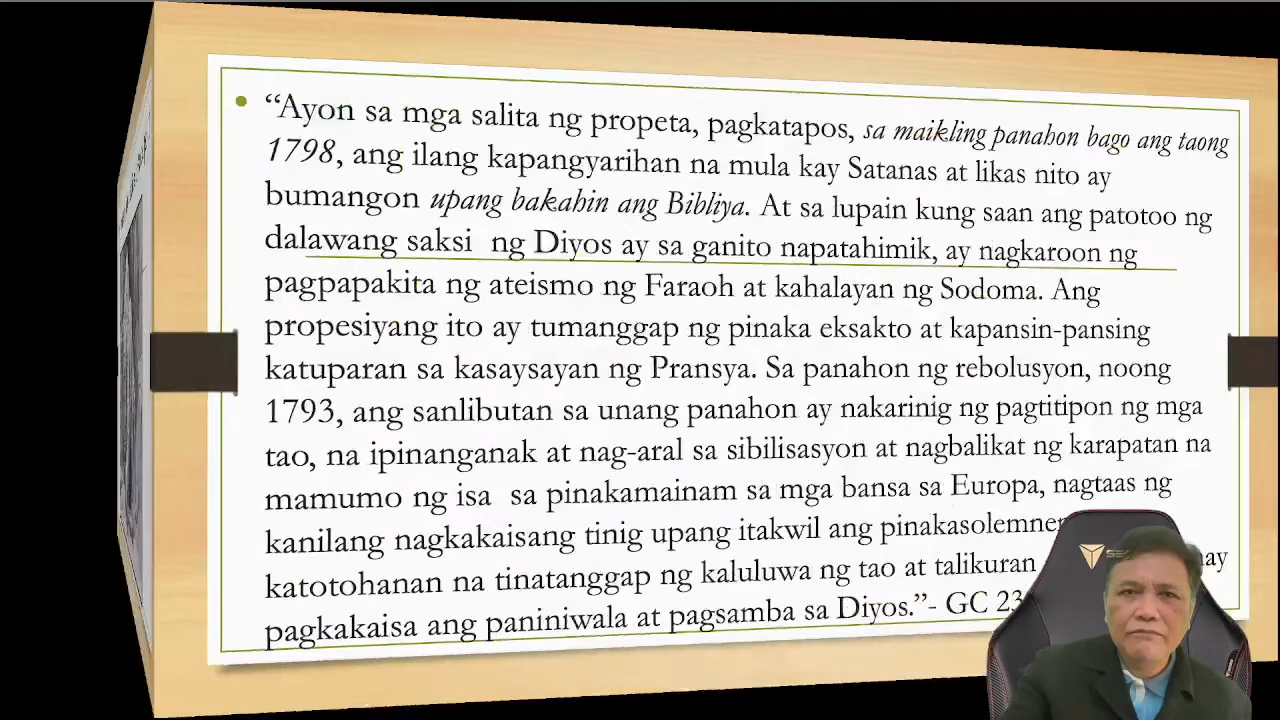 • “Ayon sa mga salita ng propeta, pagkatapos, sa maikling panahon bago ang taong
1798, ang ilang kapangyarihan na mula kay Satanas at likas nito ay
bumangon upang bakahin ang Bibliya. At sa lupain kung saan ang patotoo ng
dalawang saksi ng Diyos ay sa ganito napatahimik, ay nagkaroon ng
pagpapakita ng ateismo ng Faraoh at kahalayan ng Sodoma. Ang
propesiyang ito ay tumanggap ng pinaka eksakto at kapansin-pansing
katuparan sa kasaysayan ng Pransya. Sa panahon ng rebolusyon, noong
1793, ang sanlibutan sa unang panahon ay nakarinig ng pagtitipon ng mga
tao, na ipinanganak at nag-aral sa sibilisasyon at nagbalikat ng karapatan na
mamumo ng isa sa pinakamainam sa mga bansa sa Europa, nagtaas ng
kanilang nagkakaisang tinig upang itakwil ang
katotohanan na tinatanggap ng kaluluwa ng tao at talikuran
pagkakaisa ang paniniwala at pagsamba sa Diyos.”- GC